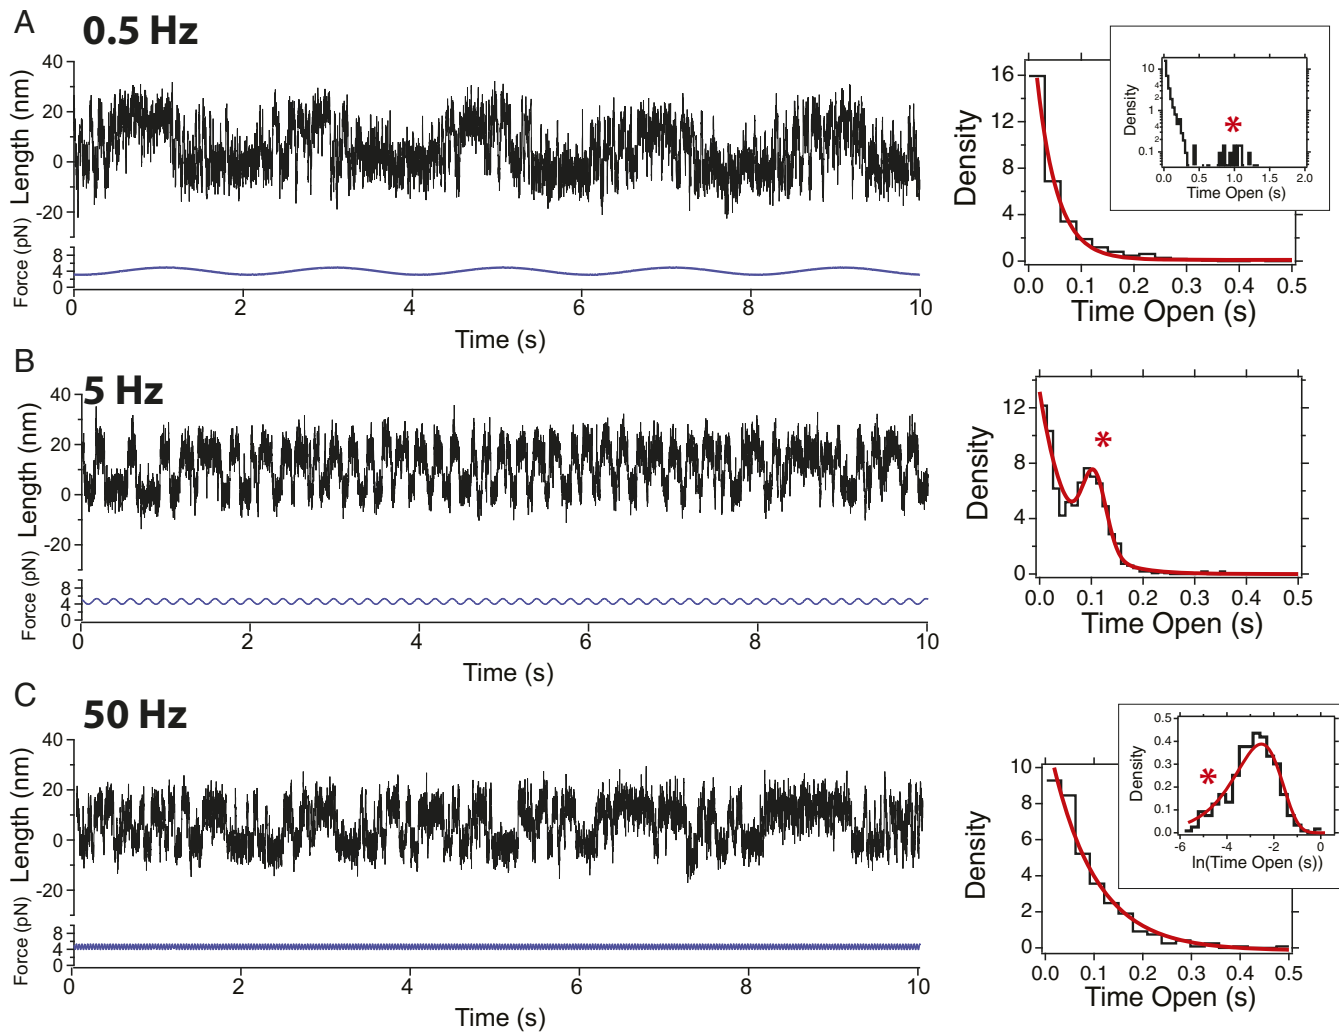 A
0.5 Hz
Length (nm)
40
20
0
-20
Force (pN)
8
4
0
0 2 4 6 8 10
Time (s)
Density
16
12
8
4
0
0.0 0.1 0.2 0.3 0.4 0.5
Time Open (s)
Density
10
4
2
1
4
2
0.1
*
0.0 0.5 1.0 1.5 2.0
Time Open (s)
B
5 Hz
Length (nm)
40
20
0
-20
Force (pN)
8
4
0
0 2 4 6 8 10
Time (s)
Density
12
8
4
0
*
0.0 0.1 0.2 0.3 0.4 0.5
Time Open (s)
C
50 Hz
Length (nm)
40
20
0
-20
Force (pN)
8
4
0
0 2 4 6 8 10
Time (s)
Density
10
8
6
4
2
0
0.0 0.1 0.2 0.3 0.4 0.5
Time Open (s)
Density
0.5
0.4
0.3
0.2
0.1
0.0
*
-6 -4 -2 0
ln(Time Open (s))